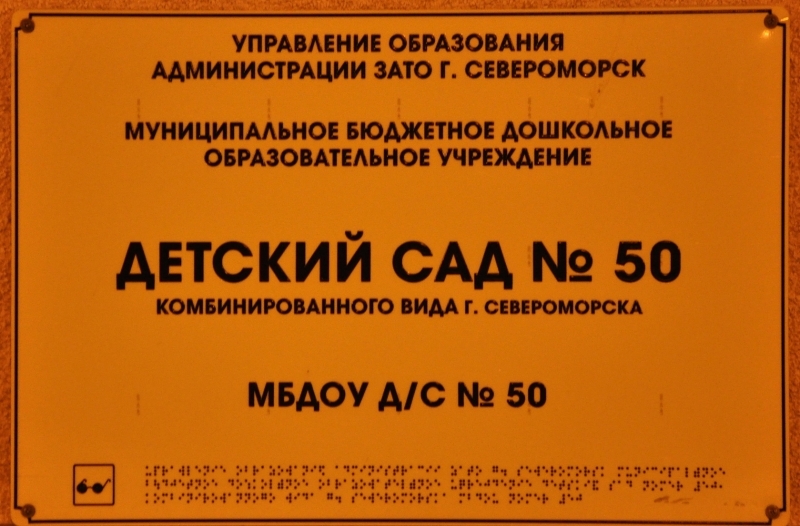 УПРАВЛЕНИЕ ОБРАЗОВАНИЯ
АДМИНИСТРАЦИИ ЗАТО Г. СЕВЕРОМОРСК
МУНИЦИПАЛЬНОЕ БЮДЖЕТНОЕ ДОШКОЛЬНОЕ
ОБРАЗОВАТЕЛЬНОЕ УЧРЕЖДЕНИЕ
ДЕТСКИЙ САД № 50
КОМБИНИРОВАННОГО ВИДА Г. СЕВЕРОМОРСКА
МБДОУ Д/С № 50